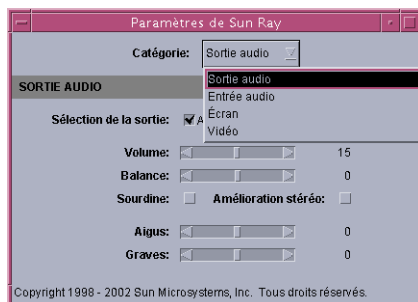 Paramètres de Sun Ray
Catégorie: Sortie audio
Sortie audio
SORTIE AUDIO
Entrée audio
Écran
Sélection de la sortie:
Vidéo
Volume: 15
Balance: 0
Sourdine: Amélioration stéréo:
Aigus: 0
Graves: 0
Copyright 1998 - 2002 Sun Microsystems, Inc. Tous droits réservés.